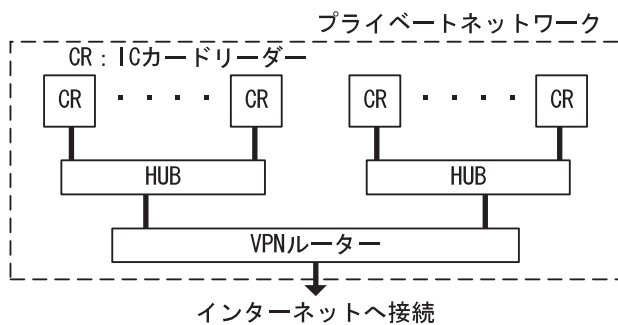 プライベートネットワーク
CR：ICカードリーダー
CR ・・・・ CR
CR ・・・・ CR
HUB
HUB
VPNルーター
インターネットへ接続